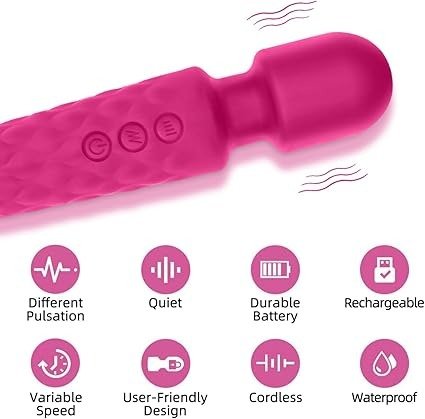 Different
Pulsation
Quiet
Durable
Battery
Rechargeable
Variable
Speed
User-Friendly
Design
Cordless
Waterproof